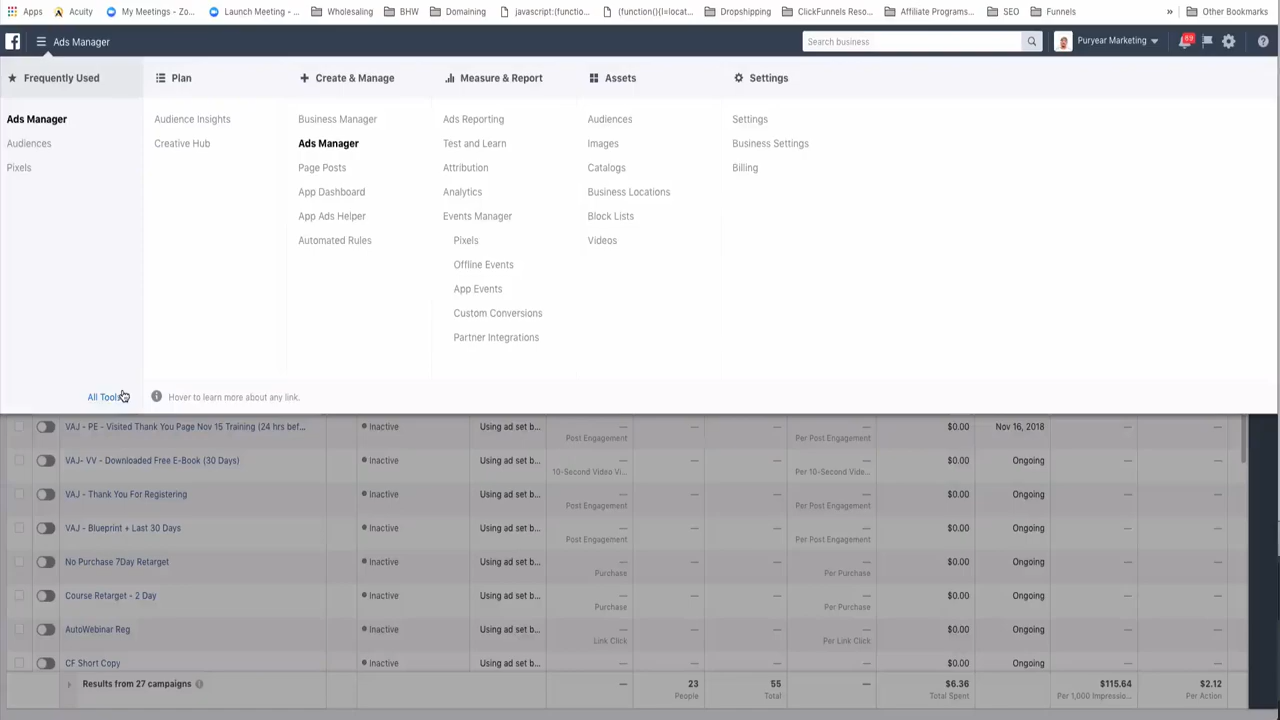 Apps Acuity My Meetings - Zo... Launch Meeting - ... Wholesaling BHW Domaining javascript:(functio... (function(){l=locat... Dropshipping ClickFunnels Reso... Affiliate Programs... SEO Funnels » Other Bookmarks
Ads Manager Search business Puryear Marketing 69
Frequently Used Plan Create & Manage Measure & Report Assets Settings
Ads Manager Audience Insights Business Manager Ads Reporting Audiences Settings
Audiences Creative Hub Ads Manager Test and Learn Images Business Settings
Pixels Page Posts Attribution Catalogs Billing
App Dashboard Analytics Business Locations
App Ads Helper Events Manager Block Lists
Automated Rules Pixels Videos
Offline Events
App Events
Custom Conversions
Partner Integrations
All Tools Hover to learn more about any link.
VAJ - PE - Visited Thank You Page Nov 15 Training (24 hrs bef... Inactive Using ad set b... — — — — $0.00 Nov 16, 2018 — —
Post Engagement Per Post Engagement
VAJ- VV - Downloaded Free E-Book (30 Days) Inactive Using ad set b... — — — — $0.00 Ongoing — —
10-Second Video Vi... Per 10-Second Vide...
VAJ - Thank You For Registering Inactive Using ad set b... — — — — $0.00 Ongoing — —
Post Engagement Per Post Engagement
VAJ - Blueprint + Last 30 Days Inactive Using ad set b... — — — — $0.00 Ongoing — —
Post Engagement Per Post Engagement
No Purchase 7Day Retarget Inactive Using ad set b... — — — — $0.00 Ongoing — —
Purchase Per Purchase
Course Retarget - 2 Day Inactive Using ad set b... — — — — $0.00 Ongoing — —
Purchase Per Purchase
AutoWebinar Reg Inactive Using ad set b... — — — — $0.00 Ongoing — —
Link Click Per Link Click
CF Short Copy Inactive Using ad set b... — — — — $0.00 Ongoing — —
Results from 27 campaigns — 23 55 — $6.36 $115.64 $2.12
People Total Total Spent Per 1,000 Impressio... Per Action